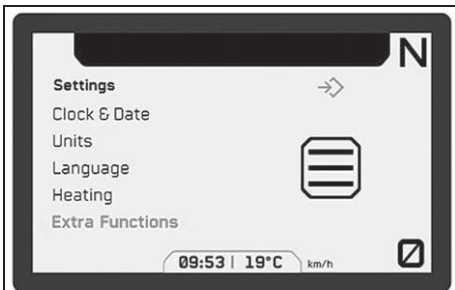 N
Settings
Clock & Date
Units
Language
Heating
Extra Functions
09:53 | 19°C km/h
0